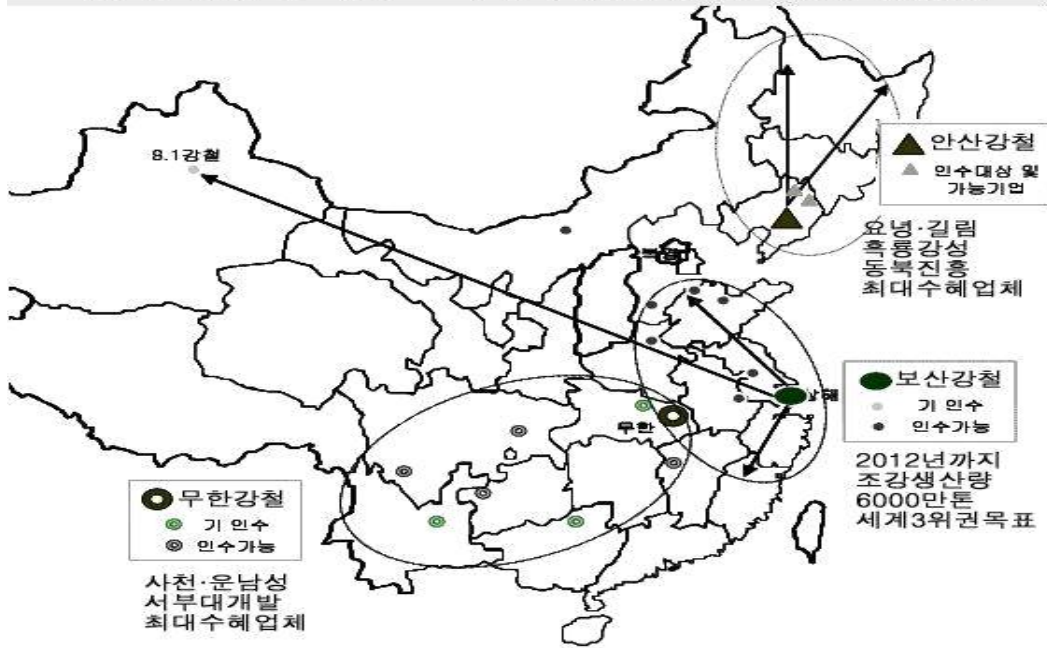 8.1강철
안산강철
인수대상 및
가능기업
요녕·길림
흑룡강성
동북진흥
최대수혜업체
보산강철
기 인수
인수가능
2012년까지
조강생산량
6000만톤
세계3위권목표
무한
무한강철
기 인수
인수가능
사천·운남성
서부대개발
최대수혜업체